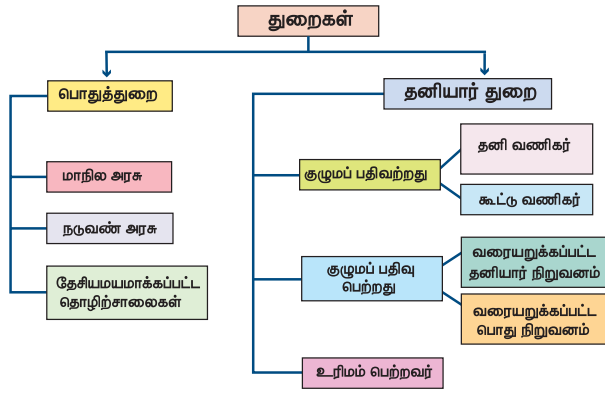 துறைகள்
பொதுத்துறை
மாநில அரசு
நடுவண் அரசு
தேசியமயமாக்கப்பட்ட
தொழிற்சாலைகள்
தனியார் துறை
குழுமப் பதிவற்றது
தனி வணிகர்
கூட்டு வணிகர்
குழுமப் பதிவு
பெற்றது
வரையறுக்கப்பட்ட
தனியார் நிறுவனம்
வரையறுக்கப்பட்ட
பொது நிறுவனம்
உரிமம் பெற்றவர்